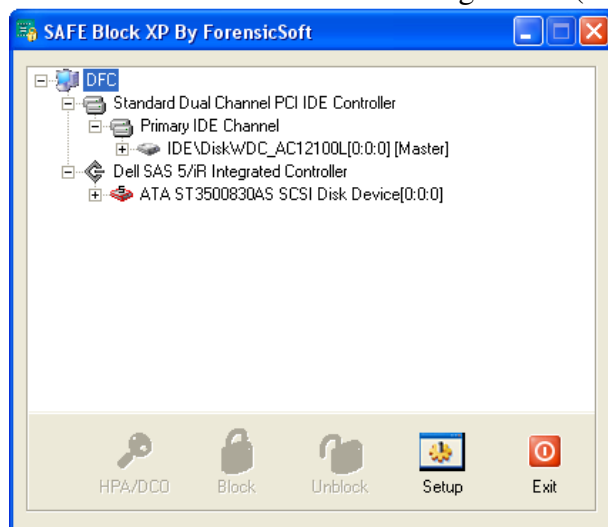 SAFE Block XP By ForensicSoft
DFC
Standard Dual Channel PCI IDE Controller
Primary IDE Channel
IDE\DiskWDC_AC12100L[0:0:0] [Master]
Dell SAS 5/iR Integrated Controller
ATA ST3500830AS SCSI Disk Device[0:0:0]
HPA/DCO Block Unblock Setup Exit